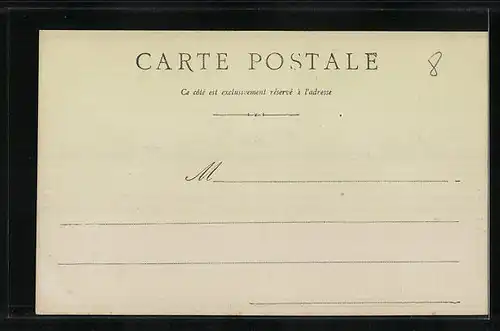 CARTE POSTALE
8
Ce côté est exclusivement réservé à l'adresse
M